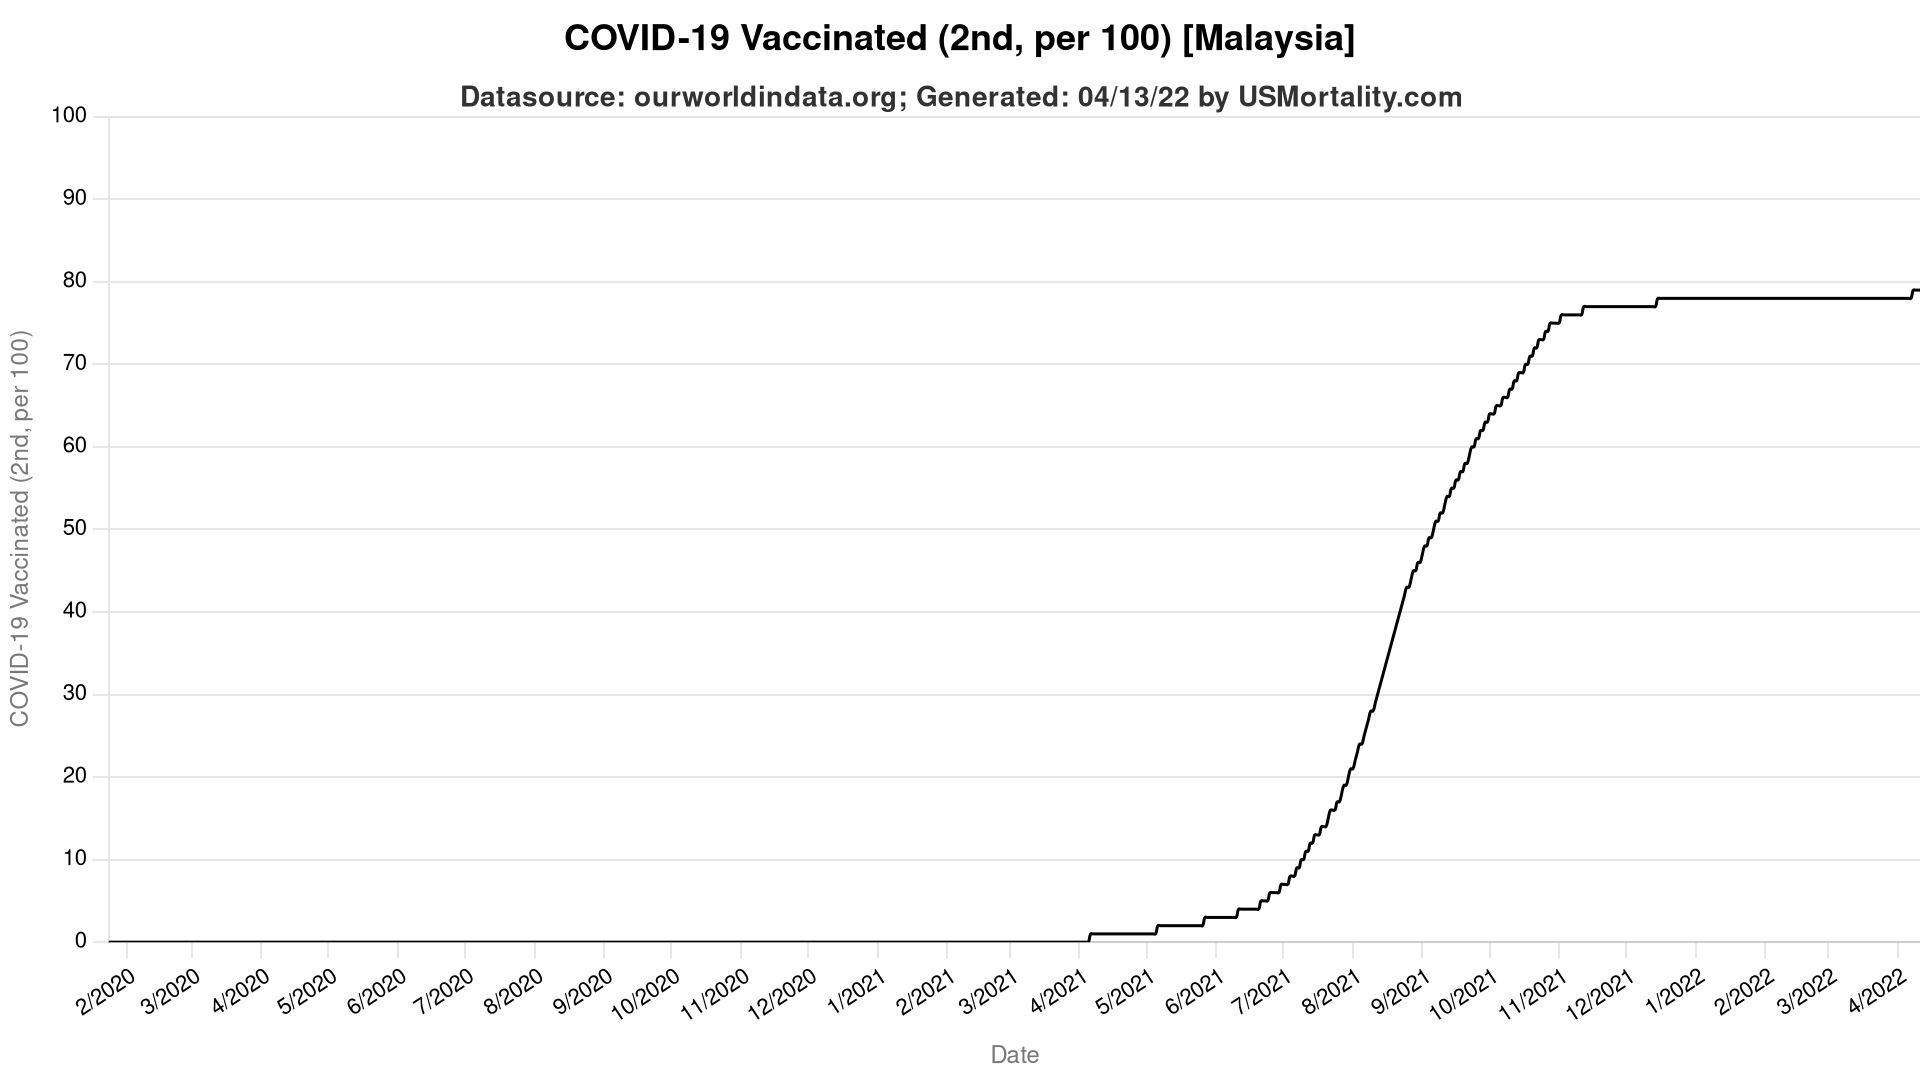 COVID-19 Vaccinated (2nd, per 100) [Malaysia]
Datasource: ourworldindata.org; Generated: 04/13/22 by USMortality.com
COVID-19 Vaccinated (2nd, per 100)
100
90
80
70
60
50
40
30
20
10
0
2/2020 3/2020 4/2020 5/2020 6/2020 7/2020 8/2020 9/2020 10/2020 11/2020 12/2020 1/2021 2/2021 3/2021 4/2021 5/2021 6/2021 7/2021 8/2021 9/2021 10/2021 11/2021 12/2021 1/2022 2/2022 3/2022 4/2022
Date